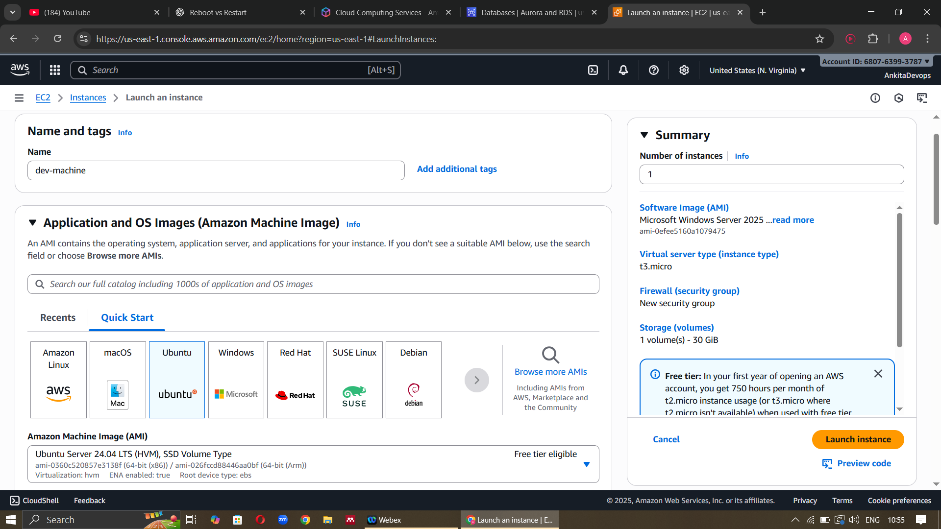 (184) YouTube
Reboot vs Restart
Cloud Computing Services - Am
Databases | Aurora and RDS | us-e
Launch an instance | EC2 | us-ea
https://us-east-1.console.aws.amazon.com/ec2/home?region=us-east-1#LaunchInstances:
A
aws
Search
[Alt+S]
United States (N. Virginia)
Account ID: 6807-6399-3787
AnkitaDevops
EC2
Instances
Launch an instance
Name and tags Info
Name
dev-machine
Add additional tags
Application and OS Images (Amazon Machine Image) Info
An AMI contains the operating system, application server, and applications for your instance. If you don't see a suitable AMI below, use the search
field or choose Browse more AMIs.
Search our full catalog including 1000s of application and OS images
Recents
Quick Start
Amazon
Linux
aws
macOS
Mac
Ubuntu
ubuntu®
Windows
Microsoft
Red Hat
Red Hat
SUSE Linux
SUSE
Debian
debian
Browse more AMIs
Including AMIs from
AWS, Marketplace and
the Community
Amazon Machine Image (AMI)
Ubuntu Server 24.04 LTS (HVM), SSD Volume Type
Free tier eligible
ami-0360c520857e3138f (64-bit (x86)) / ami-026fccd88446aa0bf (64-bit (Arm))
Virtualization: hvm ENA enabled: true Root device type: ebs
Summary
Number of instances Info
1
Software Image (AMI)
Microsoft Windows Server 2025 ...read more
ami-0efee5160a1079475
Virtual server type (instance type)
t3.micro
Firewall (security group)
New security group
Storage (volumes)
1 volume(s) - 30 GiB
Free tier: In your first year of opening an AWS
account, you get 750 hours per month of
t2.micro instance usage (or t3.micro where
t2.micro isn't available) when used with free tier
Cancel
Launch instance
Preview code
CloudShell
Feedback
© 2025, Amazon Web Services, Inc. or its affiliates.
Privacy
Terms
Cookie preferences
Search
Webex
Launch an instance | E...
ENG
10:55